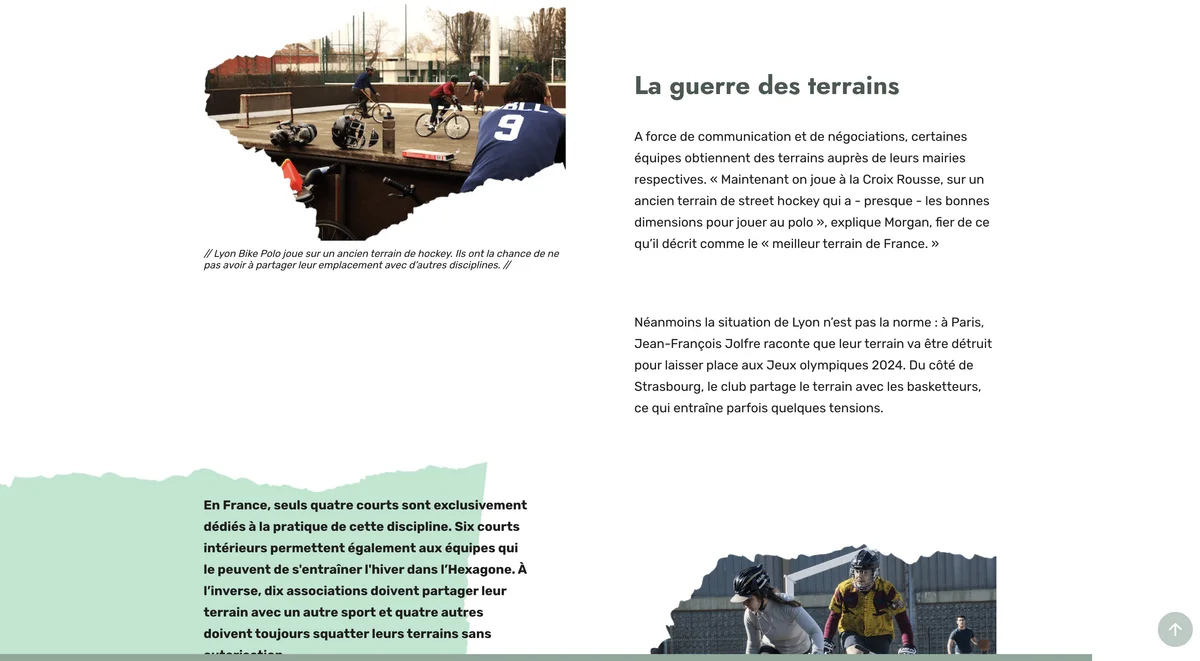 BLL
9
// Lyon Bike Polo joue sur un ancien terrain de hockey. Ils ont la chance de ne
pas avoir à partager leur emplacement avec d'autres disciplines. //
La guerre des terrains
A force de communication et de négociations, certaines
équipes obtiennent des terrains auprès de leurs mairies
respectives. « Maintenant on joue à la Croix Rousse, sur un
ancien terrain de street hockey qui a - presque - les bonnes
dimensions pour jouer au polo », explique Morgan, fier de ce
qu’il décrit comme le « meilleur terrain de France. »
Néanmoins la situation de Lyon n’est pas la norme : à Paris,
Jean-François Jolfre raconte que leur terrain va être détruit
pour laisser place aux Jeux olympiques 2024. Du côté de
Strasbourg, le club partage le terrain avec les basketteurs,
ce qui entraîne parfois quelques tensions.
En France, seuls quatre courts sont exclusivement
dédiés à la pratique de cette discipline. Six courts
intérieurs permettent également aux équipes qui
le peuvent de s'entraîner l'hiver dans l’Hexagone. À
l’inverse, dix associations doivent partager leur
terrain avec un autre sport et quatre autres
doivent toujours squatter leurs terrains sans
autorisation.